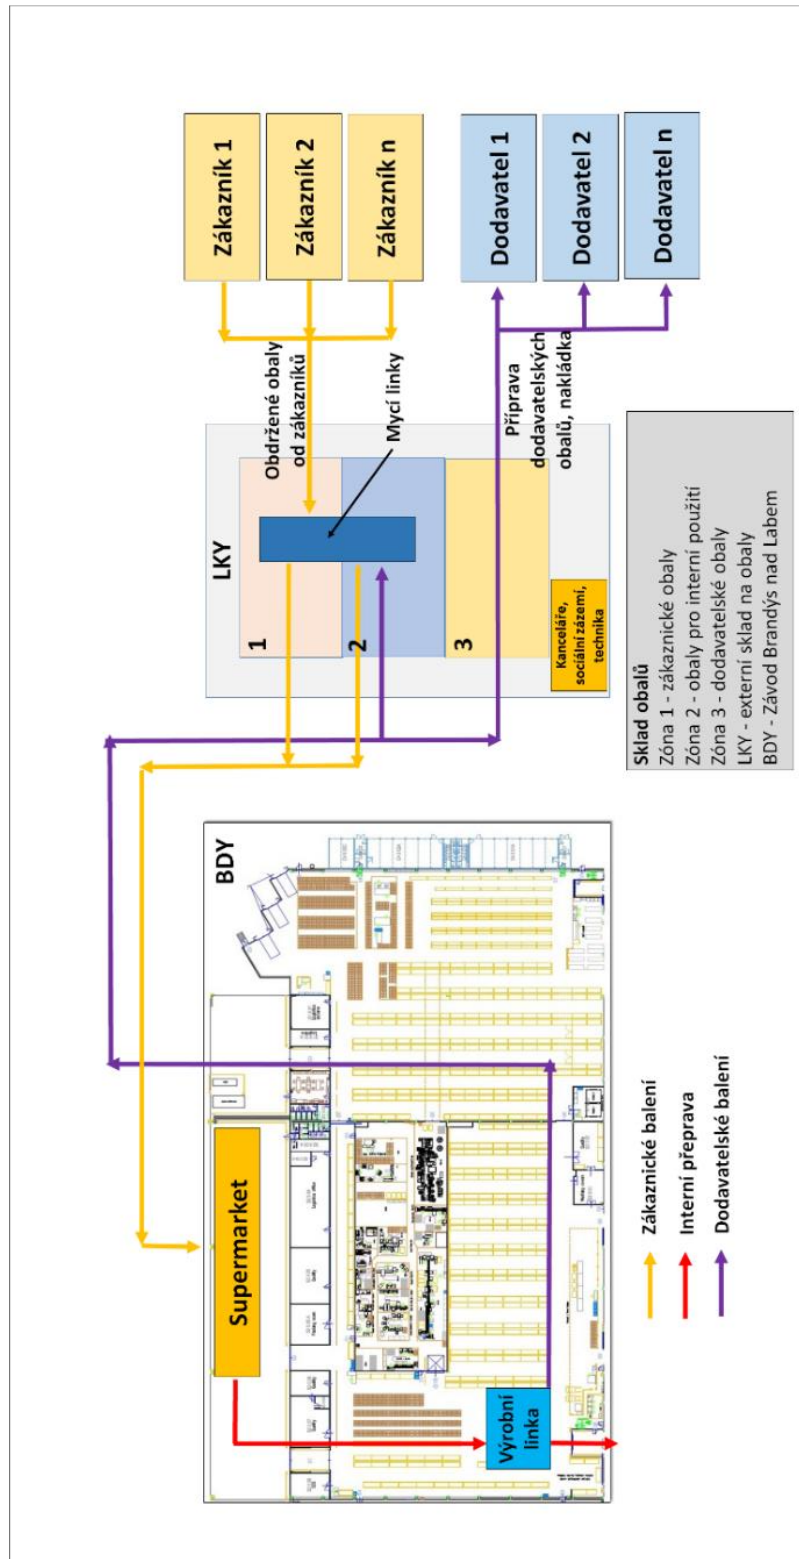 Zákazník 1
Zákazník 2
Zákazník n
Dodavatel 1
Dodavatel 2
Dodavatel n
Obdržené obaly
od zákazníků
Mycí linky
Příprava
dodavatelských
obalů, nakládka
LKY
1
2
3
Kanceláře,
sociální zázemí,
technika
Sklad obalů
Zóna 1 - zákaznické obaly
Zóna 2 - obaly pro interní použití
Zóna 3 - dodavatelské obaly
LKY - externí sklad na obaly
BDY - Závod Brandýs nad Labem
BDY
Supermarket
Výrobní
linka
Zákaznické balení
Interní přeprava
Dodavatelské balení